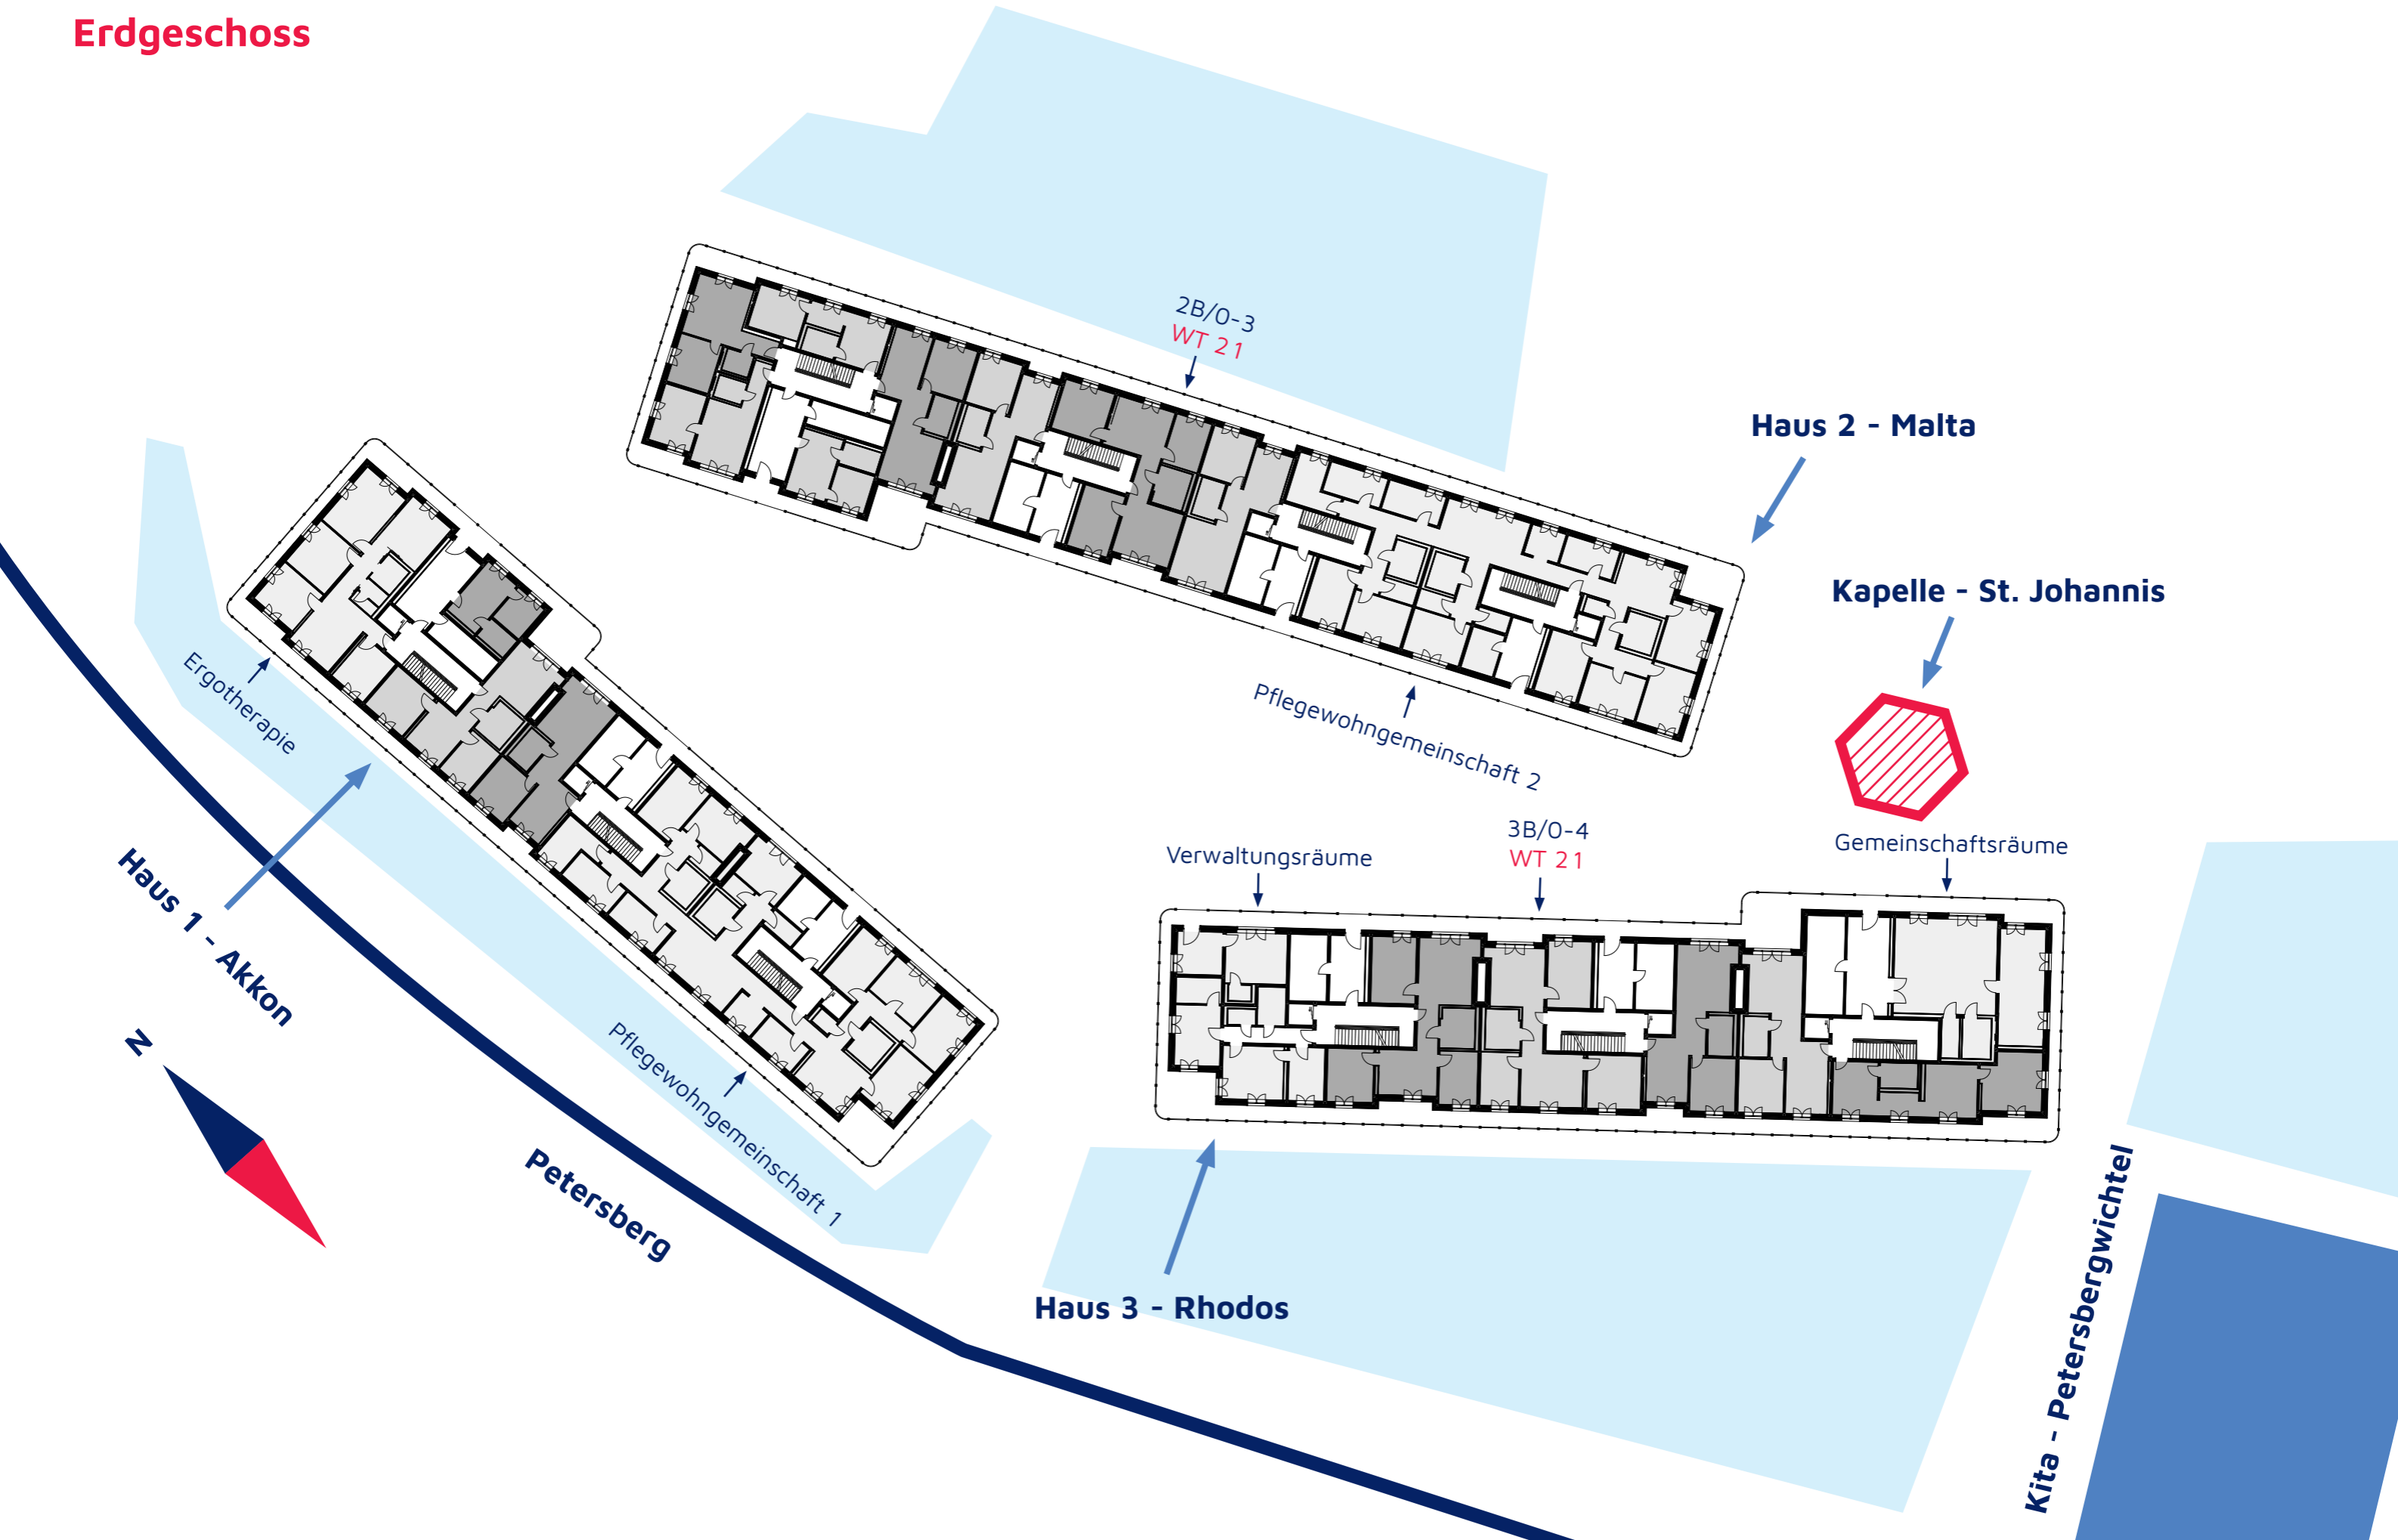 Erdgeschoss
2B/0-3
WT 21
Haus 2 - Malta
Kapelle - St. Johannis
Ergotherapie
Pflegewohngemeinschaft 2
3B/0-4
WT 21
Verwaltungsräume
Gemeinschaftsräume
Haus 1 - Akkon
N
Pflegewohngemeinschaft 1
Petersberg
Haus 3 - Rhodos
Kita - Petersbergwichtel